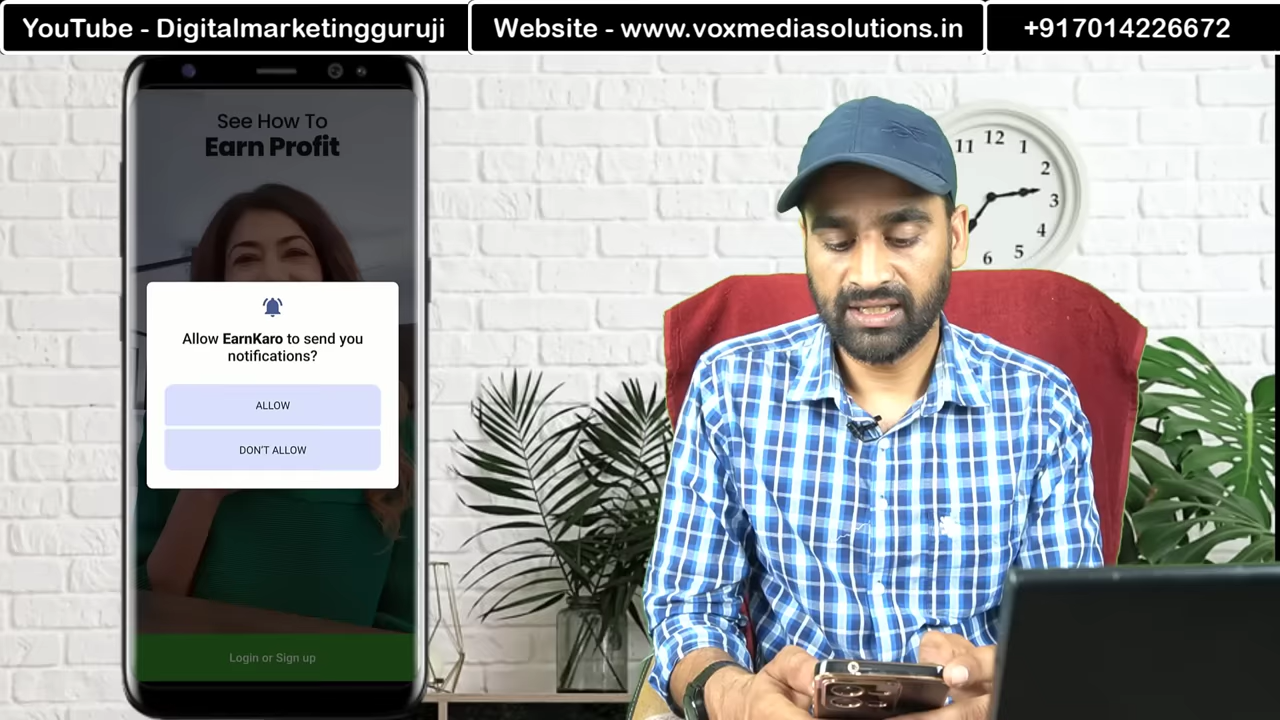 YouTube - Digitalmarketingguruji
Website - www.voxmediasolutions.in
+917014226672
See How To
Earn Profit
Allow EarnKaro to send you
notifications?
ALLOW
DON'T ALLOW
Login or Sign up
11 12 1
2
3
4
5
6